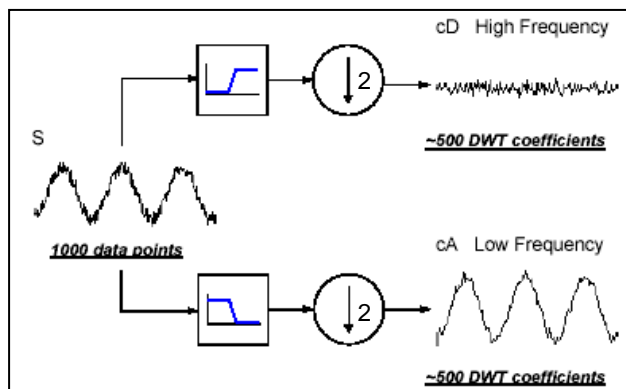 cD High Frequency
2
~500 DWT coefficients
S
1000 data points
cA Low Frequency
2
~500 DWT coefficients